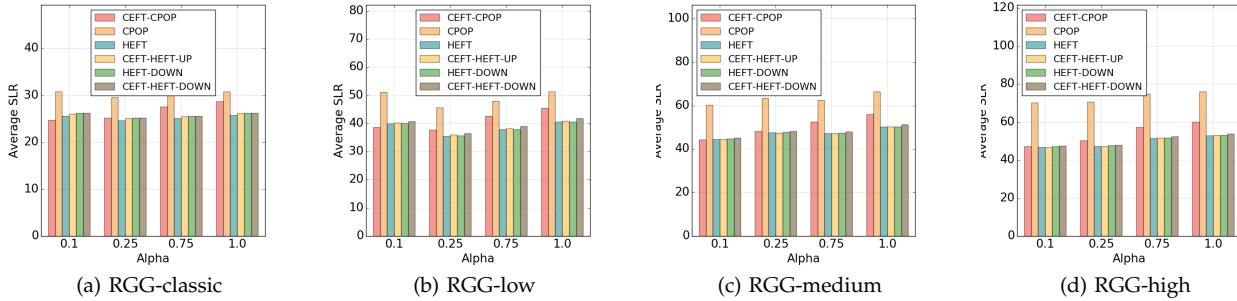 CEFT-CPOP
CPOP
HEFT
CEFT-HEFT-UP
HEFT-DOWN
CEFT-HEFT-DOWN
40
30
20
10
0
Average SLR
0.1 0.25 0.75 1.0
Alpha
(a) RGG-classic
CEFT-CPOP
CPOP
HEFT
CEFT-HEFT-UP
HEFT-DOWN
CEFT-HEFT-DOWN
80
70
60
50
40
30
20
10
0
Average SLR
0.1 0.25 0.75 1.0
Alpha
(b) RGG-low
CEFT-CPOP
CPOP
HEFT
CEFT-HEFT-UP
HEFT-DOWN
CEFT-HEFT-DOWN
100
80
60
40
20
0
Average SLR
0.1 0.25 0.75 1.0
Alpha
(c) RGG-medium
CEFT-CPOP
CPOP
HEFT
CEFT-HEFT-UP
HEFT-DOWN
CEFT-HEFT-DOWN
120
100
80
60
40
20
0
Average SLR
0.1 0.25 0.75 1.0
Alpha
(d) RGG-high